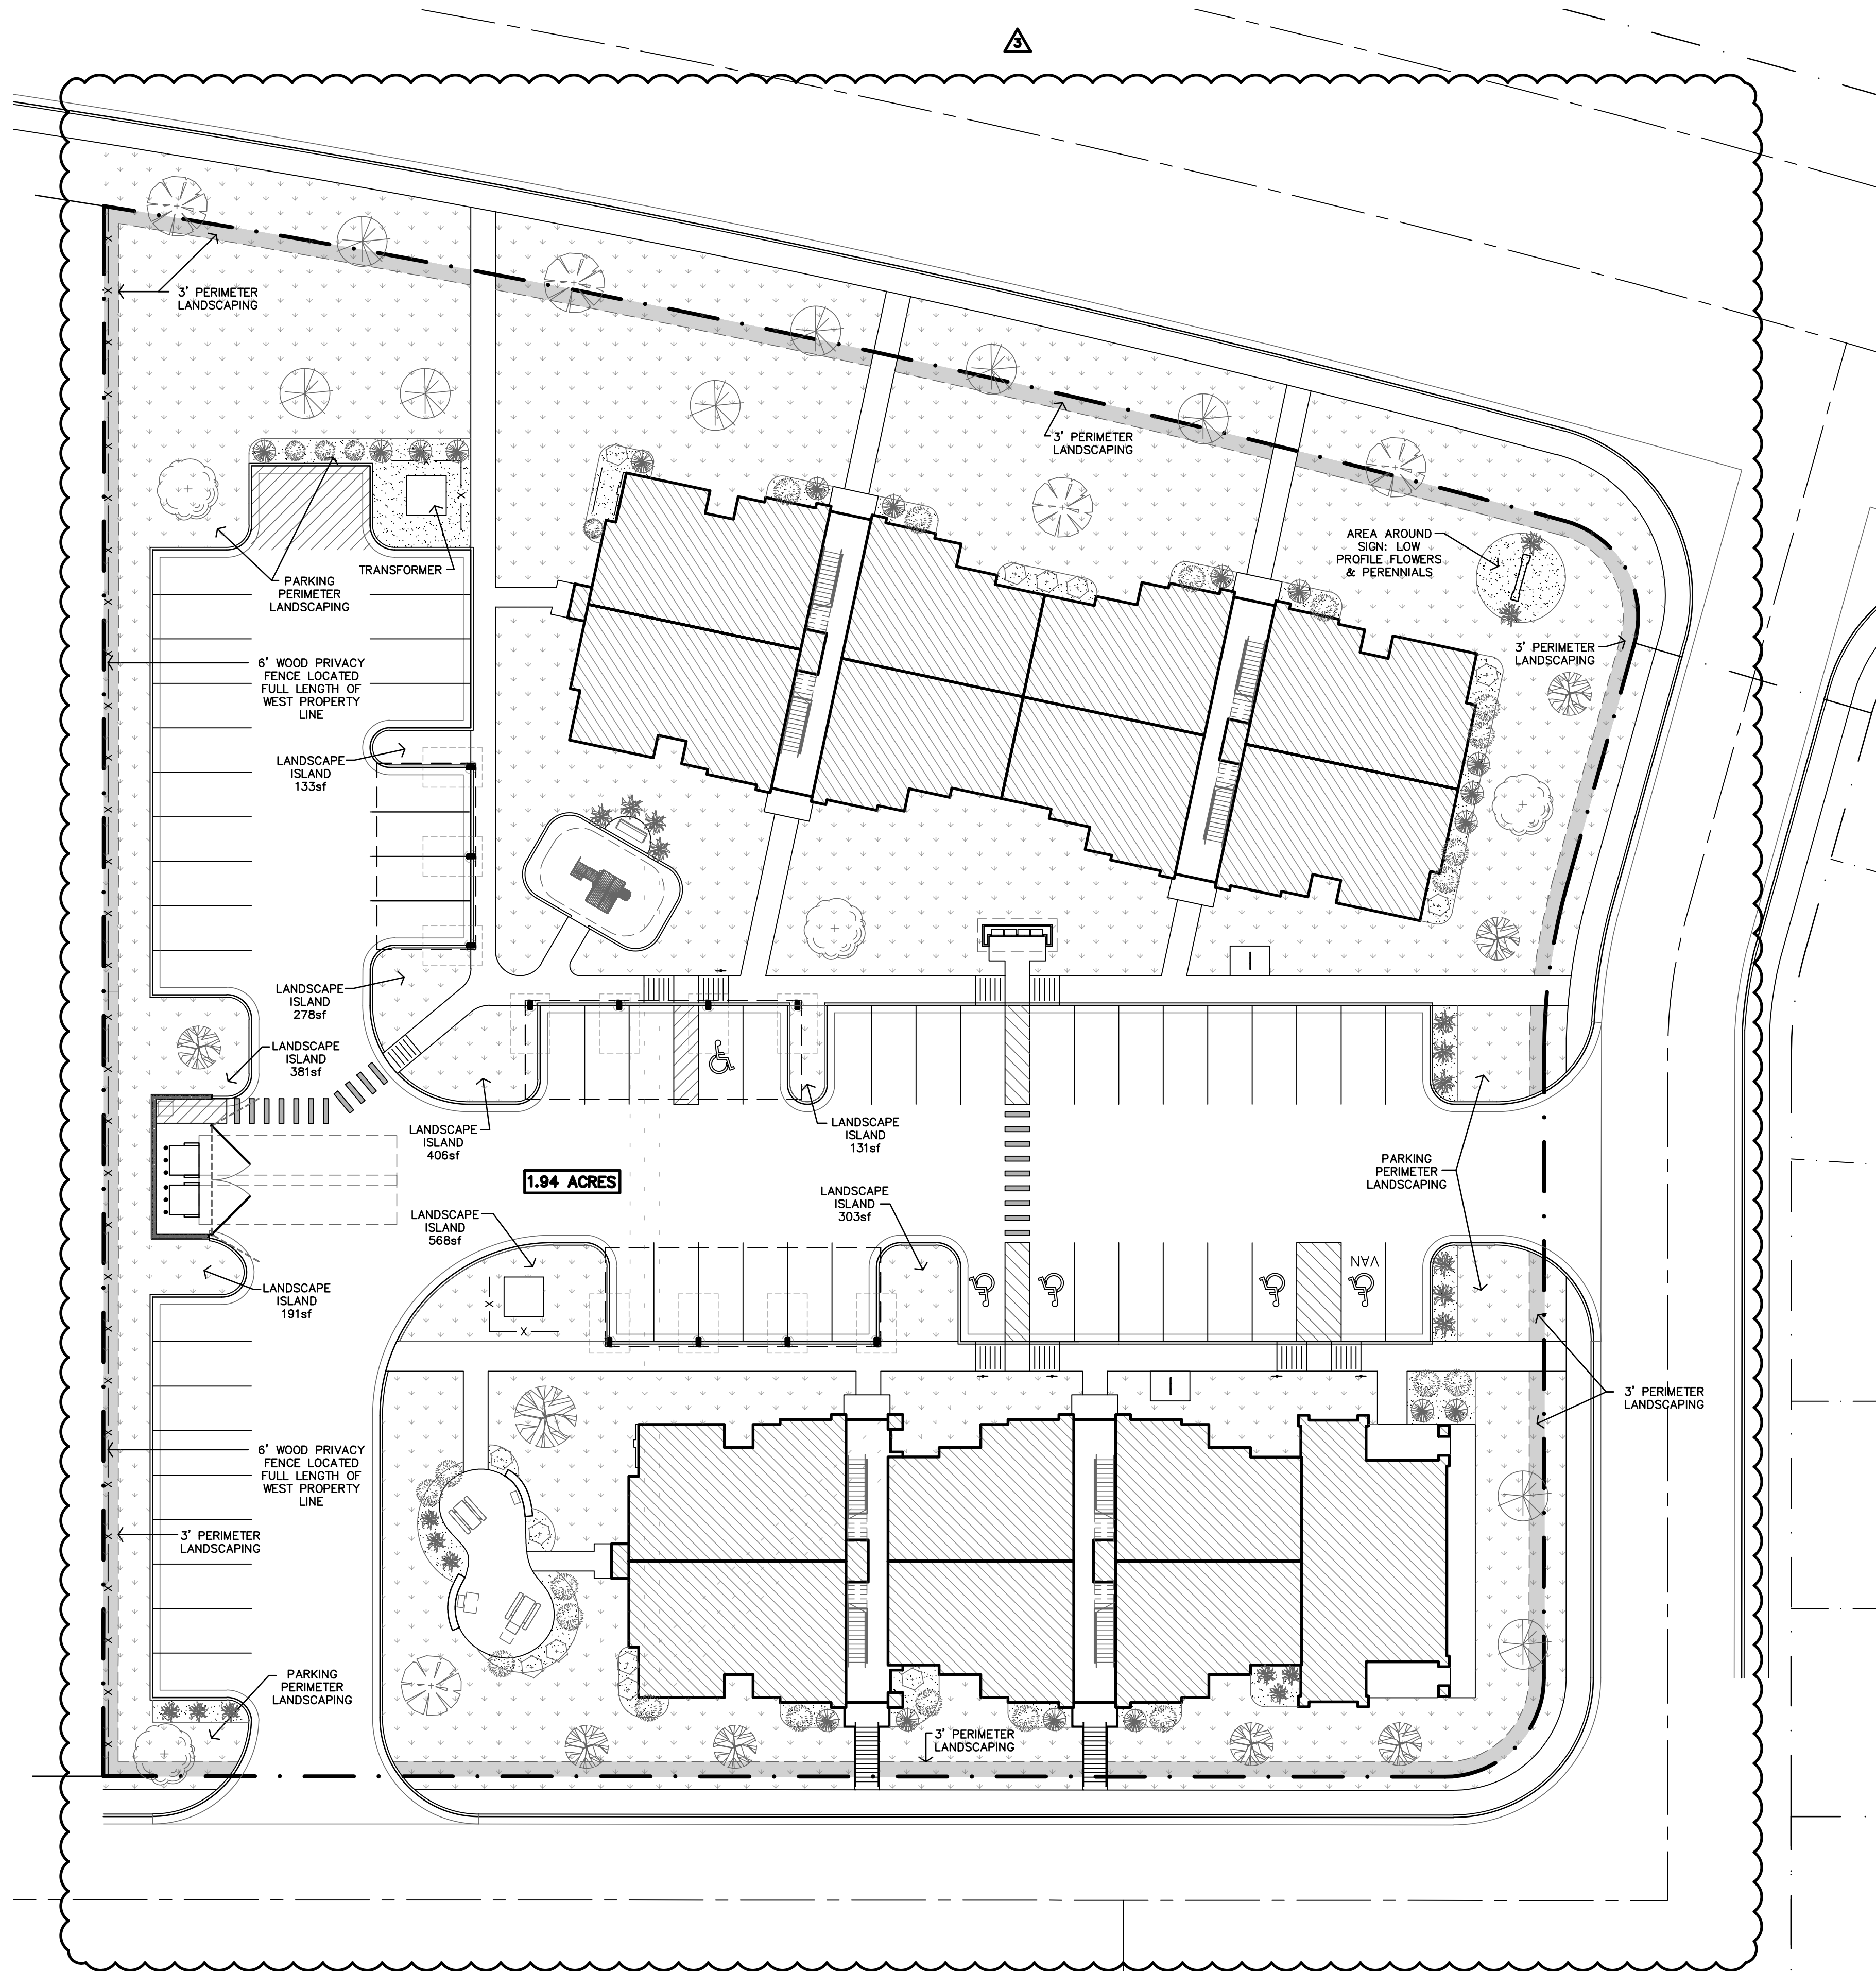 3
3' PERIMETER
LANDSCAPING
3' PERIMETER
LANDSCAPING
AREA AROUND
SIGN: LOW
PROFILE FLOWERS
& PERENNIALS
TRANSFORMER
PARKING
PERIMETER
LANDSCAPING
3' PERIMETER
LANDSCAPING
6' WOOD PRIVACY
FENCE LOCATED
FULL LENGTH OF
WEST PROPERTY
LINE
LANDSCAPE
ISLAND
133sf
LANDSCAPE
ISLAND
278sf
LANDSCAPE
ISLAND
381sf
LANDSCAPE
ISLAND
406sf
LANDSCAPE
ISLAND
131sf
PARKING
PERIMETER
LANDSCAPING
1.94 ACRES
LANDSCAPE
ISLAND
303sf
LANDSCAPE
ISLAND
568sf
VAN
LANDSCAPE
ISLAND
191sf
3' PERIMETER
LANDSCAPING
6' WOOD PRIVACY
FENCE LOCATED
FULL LENGTH OF
WEST PROPERTY
LINE
3' PERIMETER
LANDSCAPING
PARKING
PERIMETER
LANDSCAPING
3' PERIMETER
LANDSCAPING